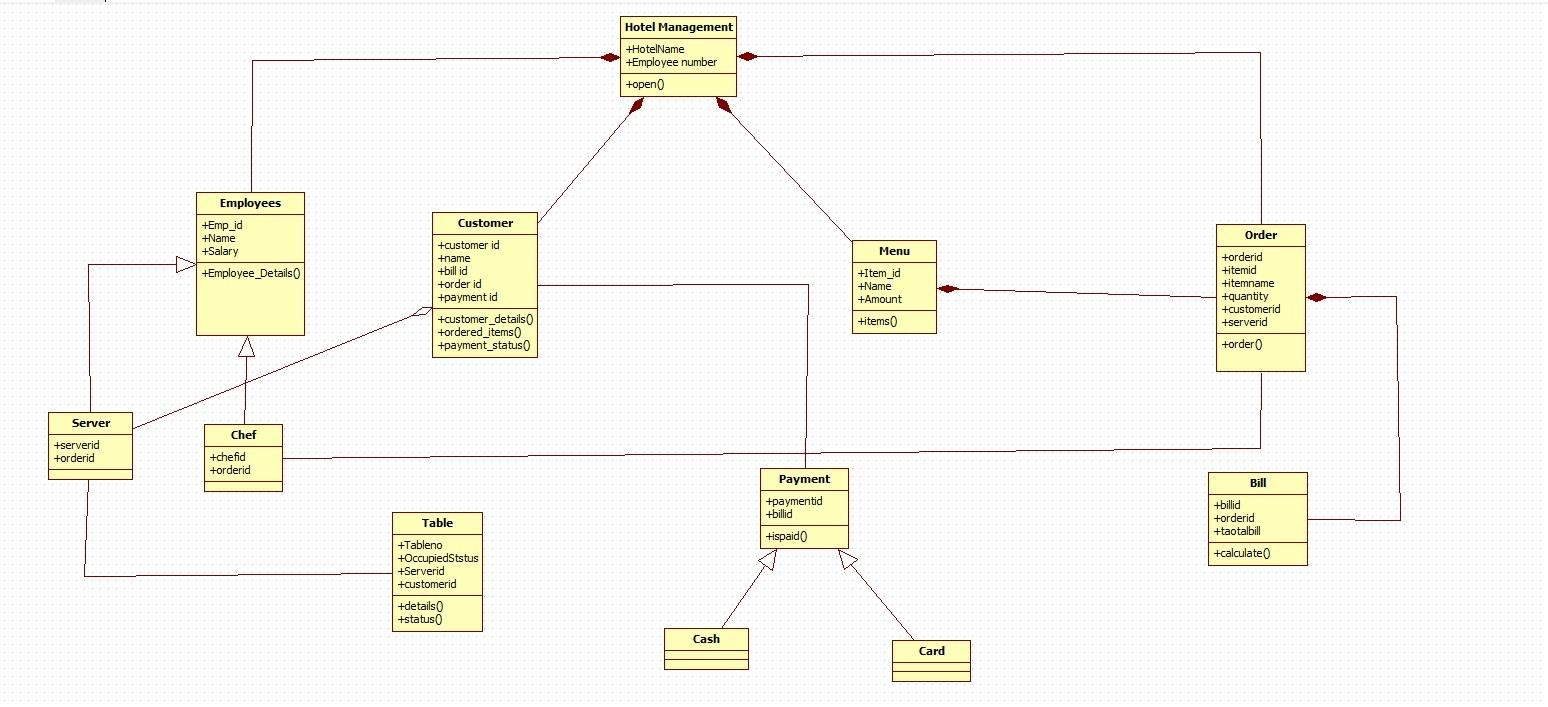 Hotel Management
+HotelName
+Employee number
+open()
Employees
+Emp_id
+Name
+Salary
+Employee_Details()
Customer
+customer id
+name
+bill id
+order id
+payment id
+customer_details()
+ordered_items()
+payment_status()
Menu
+Item_id
+Name
+Amount
+items()
Order
+orderid
+itemid
+itemname
+quantity
+customerid
+serverid
+order()
Server
+serverid
+orderid
Chef
+chefid
+orderid
Table
+Tableno
+OccupiedStstus
+Serverid
+customerid
+details()
+status()
Payment
+paymentid
+billid
+ispaid()
Bill
+billid
+orderid
+taotalbill
+calculate()
Cash
Card